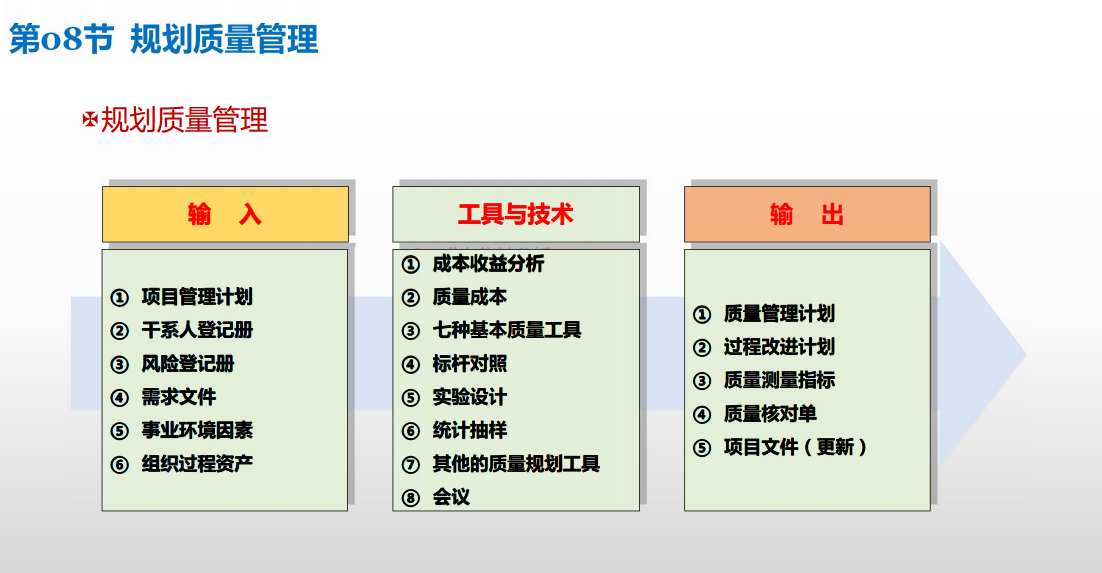 第08节 规划质量管理
✠规划质量管理
输 入
① 项目管理计划
② 干系人登记册
③ 风险登记册
④ 需求文件
⑤ 事业环境因素
⑥ 组织过程资产
工具与技术
① 成本收益分析
② 质量成本
③ 七种基本质量工具
④ 标杆对照
⑤ 实验设计
⑥ 统计抽样
⑦ 其他的质量规划工具
⑧ 会议
输 出
① 质量管理计划
② 过程改进计划
③ 质量测量指标
④ 质量核对单
⑤ 项目文件（更新）